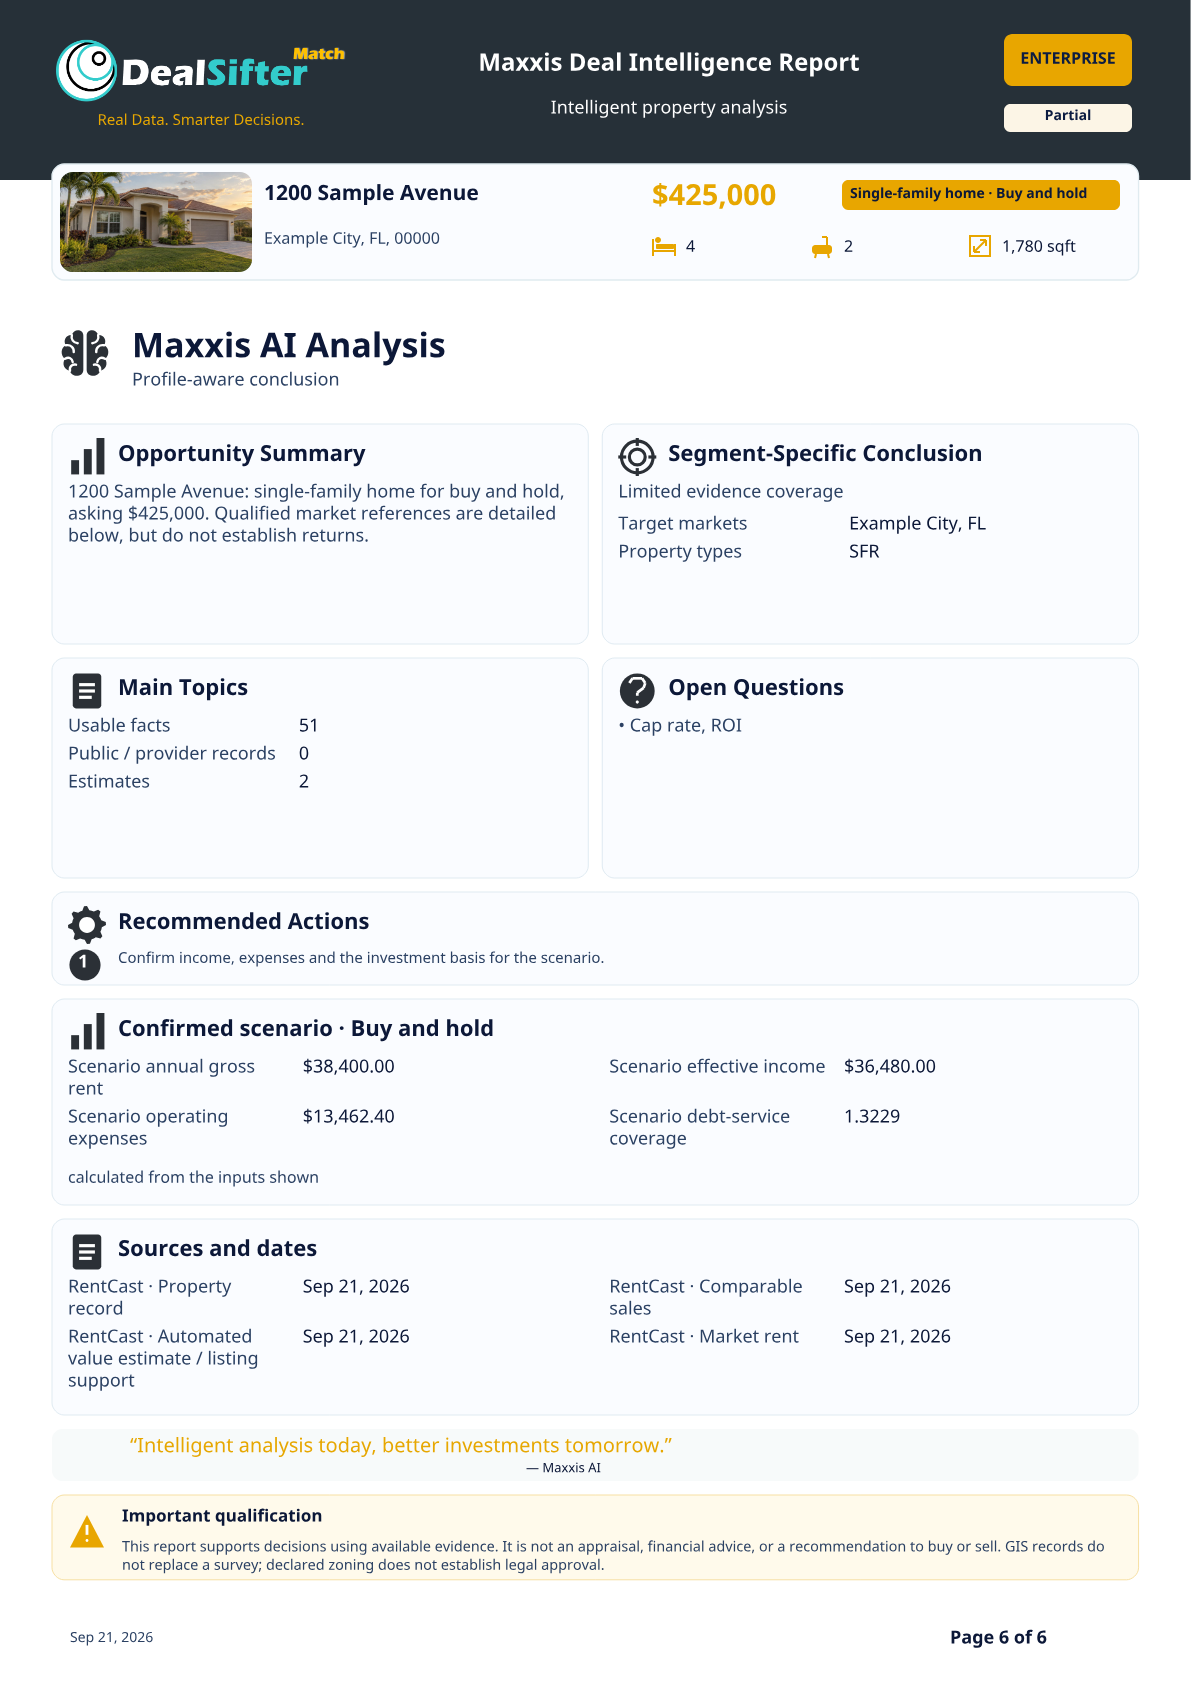 DealSifter Match
Real Data. Smarter Decisions.
Maxxis Deal Intelligence Report
Intelligent property analysis
ENTERPRISE
Partial
1200 Sample Avenue
Example City, FL, 00000
$425,000
Single-family home · Buy and hold
4
2
1,780 sqft
Maxxis AI Analysis
Profile-aware conclusion
Opportunity Summary
1200 Sample Avenue: single-family home for buy and hold,
asking $425,000. Qualified market references are detailed
below, but do not establish returns.
Segment-Specific Conclusion
Limited evidence coverage
Target markets Example City, FL
Property types SFR
Main Topics
Usable facts 51
Public / provider records 0
Estimates 2
Open Questions
• Cap rate, ROI
Recommended Actions
1 Confirm income, expenses and the investment basis for the scenario.
Confirmed scenario · Buy and hold
Scenario annual gross $38,400.00
rent
Scenario effective income $36,480.00
Scenario operating $13,462.40
expenses
Scenario debt-service 1.3229
coverage
calculated from the inputs shown
Sources and dates
RentCast · Property Sep 21, 2026
record
RentCast · Comparable Sep 21, 2026
sales
RentCast · Automated Sep 21, 2026
value estimate / listing
support
RentCast · Market rent Sep 21, 2026
“Intelligent analysis today, better investments tomorrow.”
— Maxxis AI
Important qualification
This report supports decisions using available evidence. It is not an appraisal, financial advice, or a recommendation to buy or sell. GIS records do
not replace a survey; declared zoning does not establish legal approval.
Sep 21, 2026
Page 6 of 6